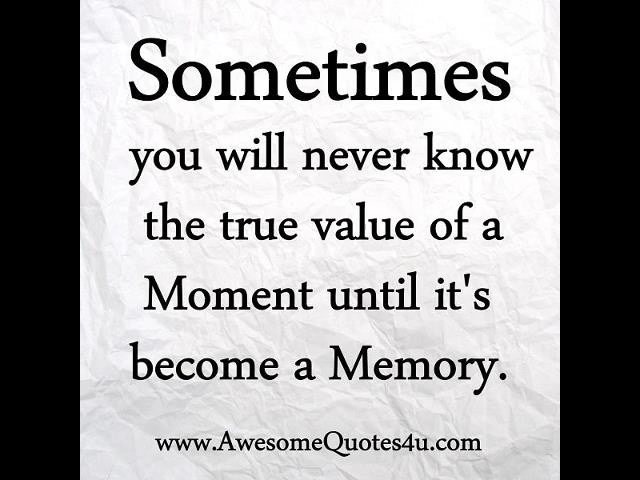 Sometimes
you will never know
the true value of a
Moment until it's
become a Memory.
www.AwesomeQuotes4u.com